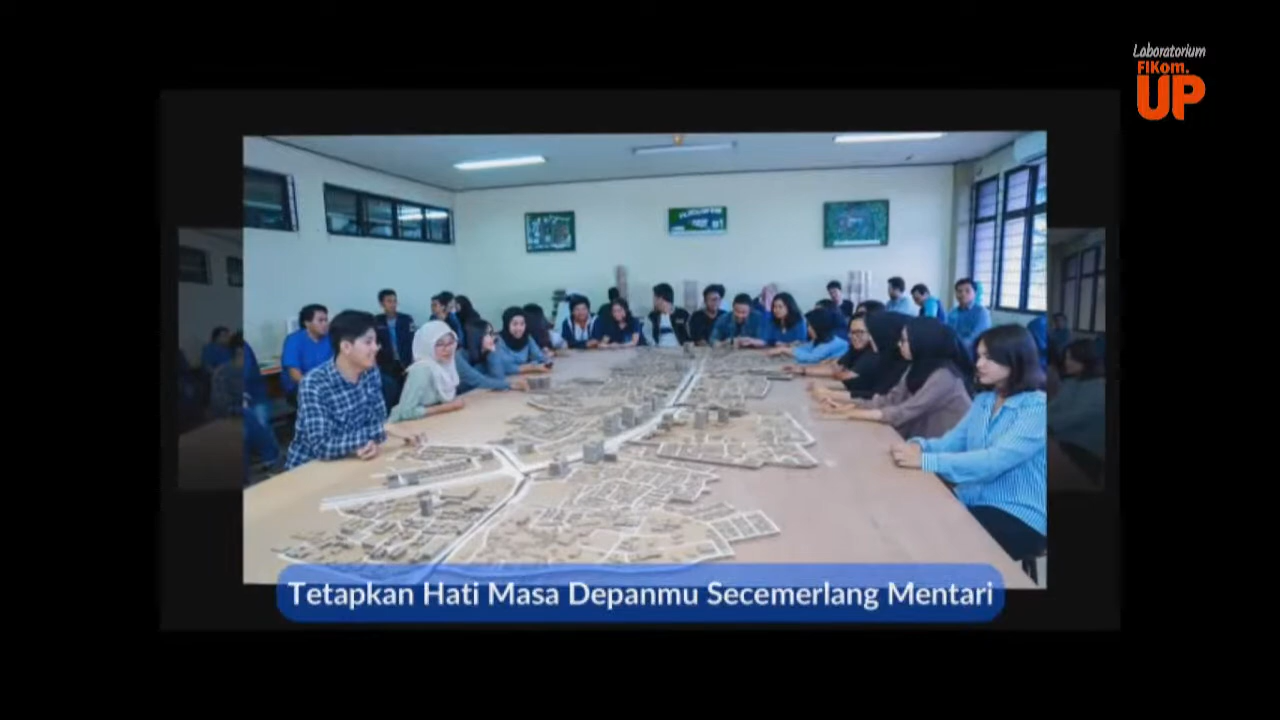 Laboratorium
FIKom.
UP
Tetapkan Hati Masa Depanmu Secemerlang Mentari